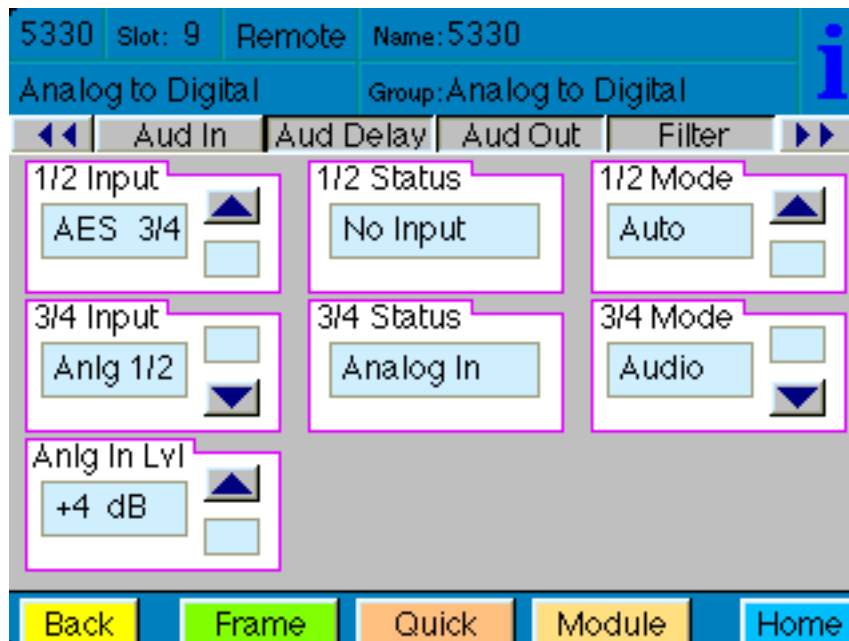 5330 Slot: 9 Remote Name:5330
Analog to Digital Group:Analog to Digital
Aud In Aud Delay Aud Out Filter
1/2 Input 1/2 Status 1/2 Mode
AES 3/4 No Input Auto
3/4 Input 3/4 Status 3/4 Mode
Anlg 1/2 Analog In Audio
Anlg In Lvl
+4 dB
Back Frame Quick Module Home